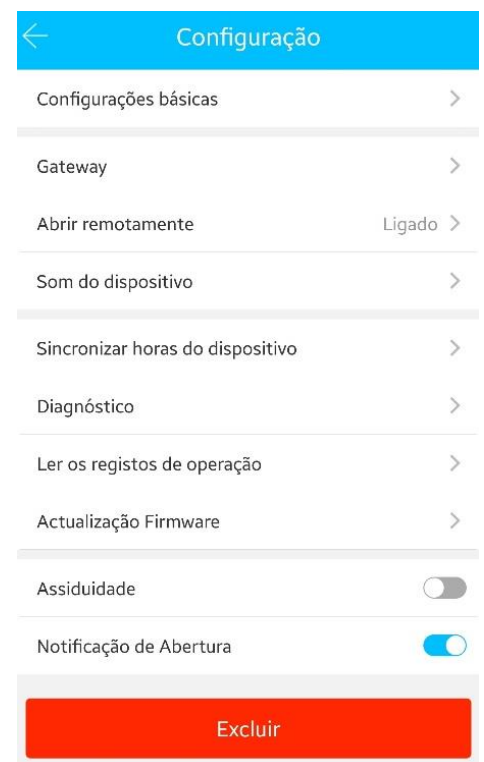 Configuração
Configurações básicas
Gateway
Abrir remotamente Ligado
Som do dispositivo
Sincronizar horas do dispositivo
Diagnóstico
Ler os registos de operação
Actualização Firmware
Assiduidade
Notificação de Abertura
Excluir